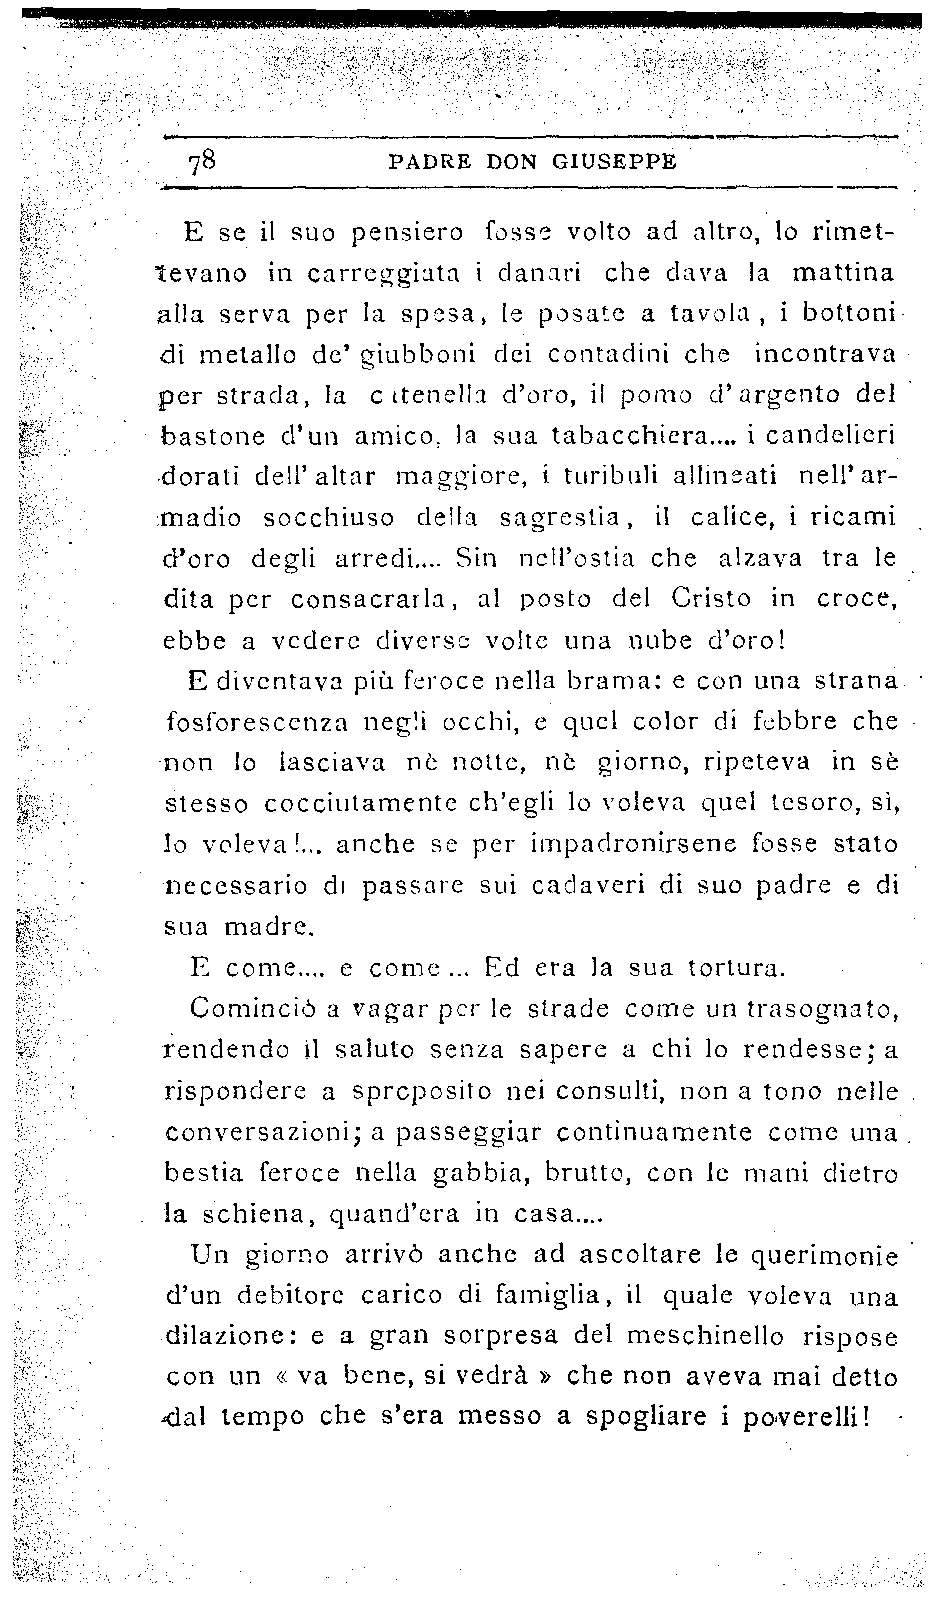 78 PADRE DON GIUSEPPE
E se il suo pensiero fosse volto ad altro, lo rimet-
tevano in carreggiata i danari che dava la mattina
alla serva per la spesa, le posate a tavola, i bottoni
di metallo de' giubboni dei contadini che incontrava
per strada, la catenella d'oro, il pomo d'argento del
bastone d'un amico, la sua tabacchiera.... i candelieri
dorati dell'altar maggiore, i turibuli allineati nell'ar-
madio socchiuso della sagrestia, il calice, i ricami
d'oro degli arredi.... Sin nell'ostia che alzava tra le
dita per consacrarla, al posto del Cristo in croce,
ebbe a vedere diverse volte una nube d'oro!
E diventava più feroce nella brama: e con una strana
fosforescenza negli occhi, e quel color di febbre che
non lo lasciava nè notte, nè giorno, ripeteva in sè
stesso cocciutamente ch'egli lo voleva quel tesoro, sì,
lo voleva!... anche se per impadronirsene fosse stato
necessario di passare sui cadaveri di suo padre e di
sua madre.
E come.... e come... Ed era la sua tortura.
Cominciò a vagar per le strade come un trasognato,
rendendo il saluto senza sapere a chi lo rendesse; a
rispondere a sproposito nei consulti, non a tono nelle
conversazioni; a passeggiar continuamente come una
bestia feroce nella gabbia, brutto, con le mani dietro
la schiena, quand'era in casa....
Un giorno arrivò anche ad ascoltare le querimonie
d'un debitore carico di famiglia, il quale voleva una
dilazione: e a gran sorpresa del meschinello rispose
con un « va bene, si vedrà » che non aveva mai detto
dal tempo che s'era messo a spogliare i poverelli!